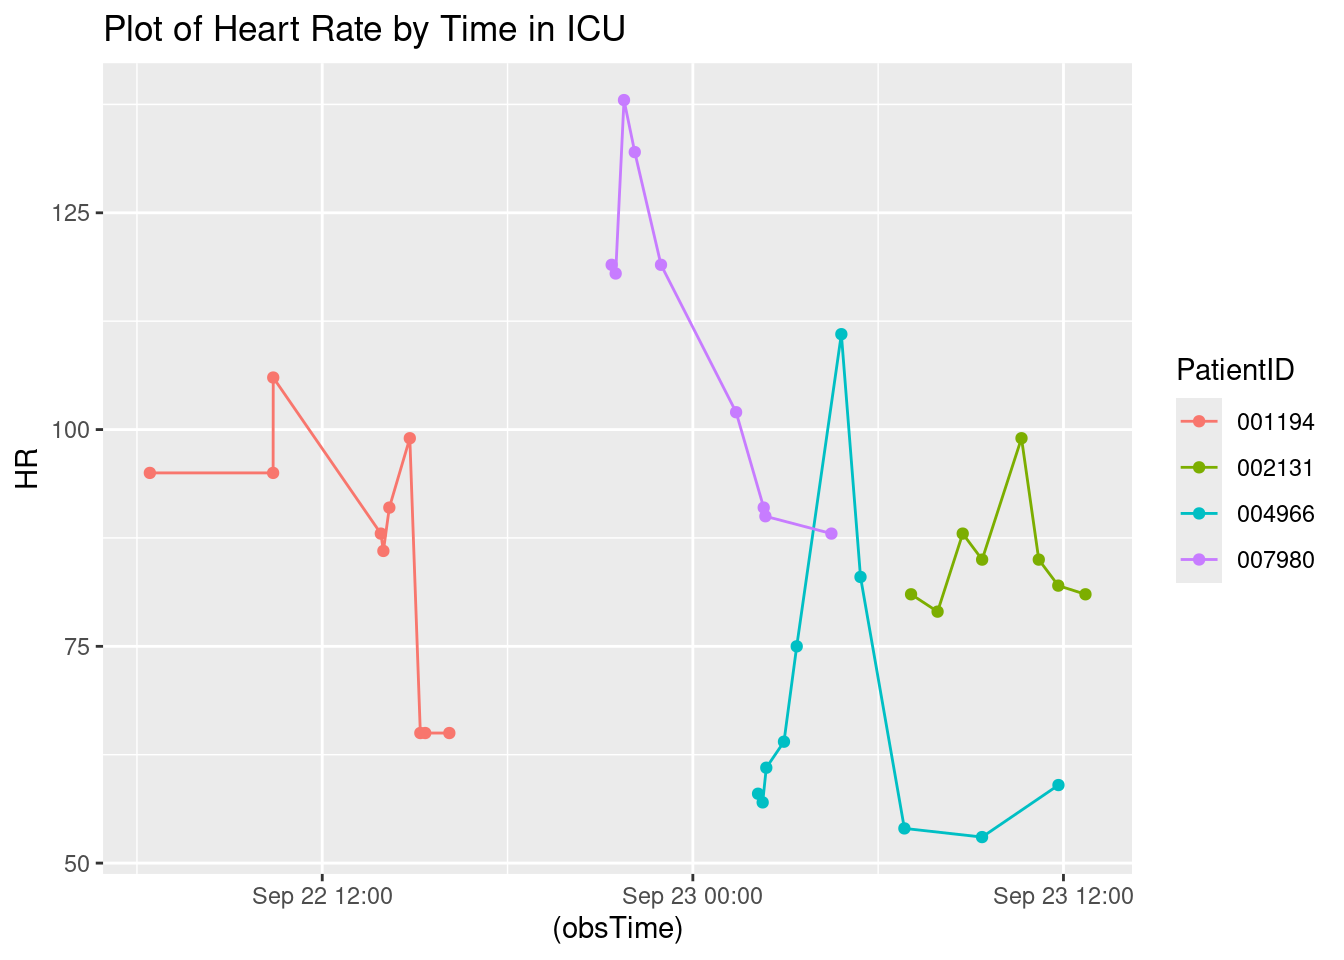 Plot of Heart Rate by Time in ICU
125
100
75
50
HR
Sep 22 12:00
Sep 23 00:00
Sep 23 12:00
(obsTime)
PatientID
001194
002131
004966
007980